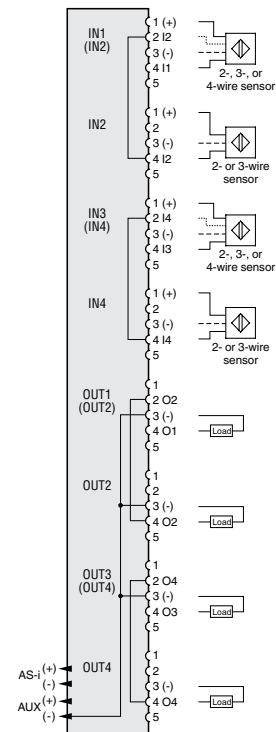 IN1
(IN2)
1 (+)
2 I2
3 (-)
4 I1
5
2-, 3-, or
4-wire sensor
IN2
1 (+)
2
3 (-)
4 I2
5
2- or 3-wire
sensor
IN3
(IN4)
1 (+)
2 I4
3 (-)
4 I3
5
2-, 3-, or
4-wire sensor
IN4
1 (+)
2
3 (-)
4 I4
5
2- or 3-wire
sensor
OUT1
(OUT2)
1
2 O2
3 (-)
4 O1
5
Load
OUT2
1
2
3 (-)
4 O2
5
Load
OUT3
(OUT4)
1
2 O4
3 (-)
4 O3
5
Load
OUT4
1
2
3 (-)
4 O4
5
Load
AS-i (+)
(-)
AUX (+)
(-)